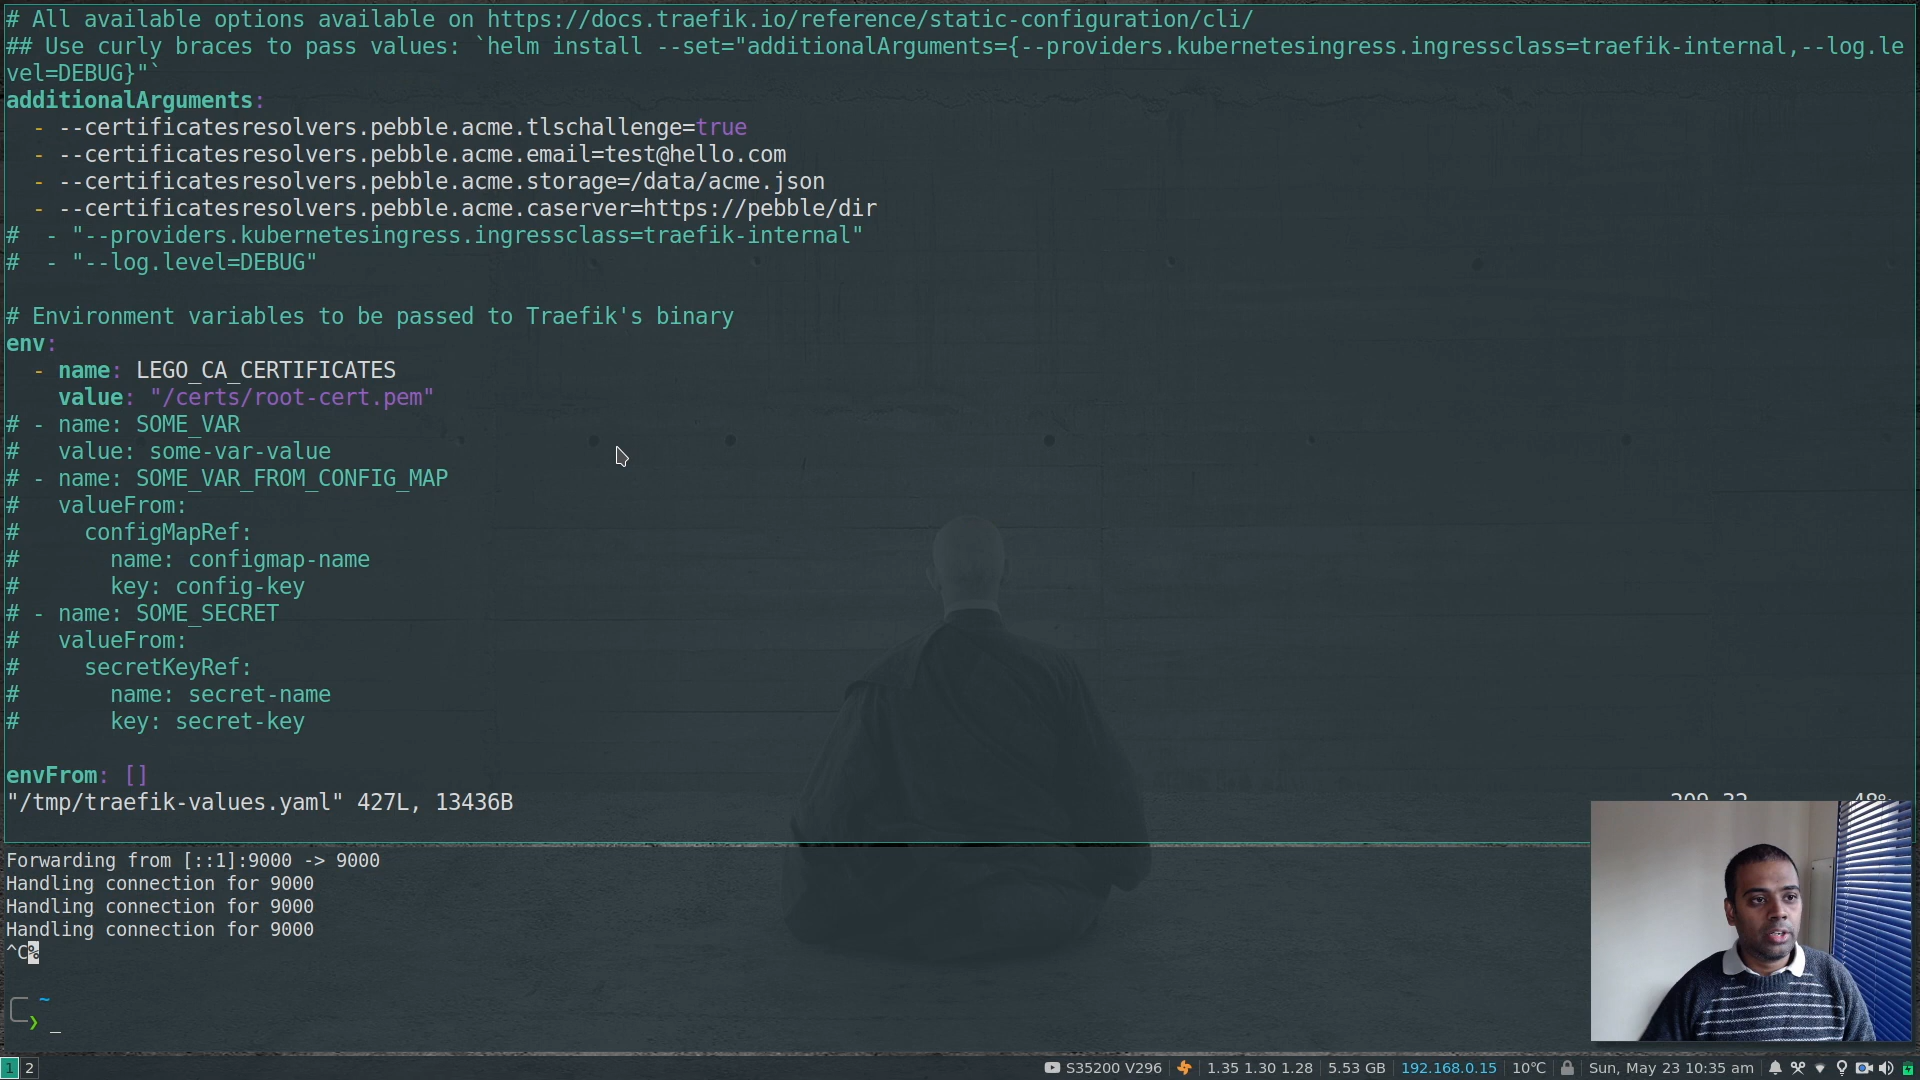 # All available options available on https://docs.traefik.io/reference/static-configuration/cli/
## Use curly braces to pass values: `helm install --set="additionalArguments={--providers.kubernetesingress.ingressclass=traefik-internal,--log.le
vel=DEBUG}"`
additionalArguments:
  - --certificatesresolvers.pebble.acme.tlschallenge=true
  - --certificatesresolvers.pebble.acme.email=test@hello.com
  - --certificatesresolvers.pebble.acme.storage=/data/acme.json
  - --certificatesresolvers.pebble.acme.caserver=https://pebble/dir
#  - "--providers.kubernetesingress.ingressclass=traefik-internal"
#  - "--log.level=DEBUG"
# Environment variables to be passed to Traefik's binary
env:
  - name: LEGO_CA_CERTIFICATES
    value: "/certs/root-cert.pem"
# - name: SOME_VAR
#   value: some-var-value
# - name: SOME_VAR_FROM_CONFIG_MAP
#   valueFrom:
#     configMapRef:
#       name: configmap-name
#       key: config-key
# - name: SOME_SECRET
#   valueFrom:
#     secretKeyRef:
#       name: secret-name
#       key: secret-key
envFrom: []
"/tmp/traefik-values.yaml" 427L, 13436B
Forwarding from [::1]:9000 -> 9000
Handling connection for 9000
Handling connection for 9000
Handling connection for 9000
^C%
~
❯ _
1 2 S35200 V296 1.35 1.30 1.28 5.53 GB 192.168.0.15 10°C Sun, May 23 10:35 am